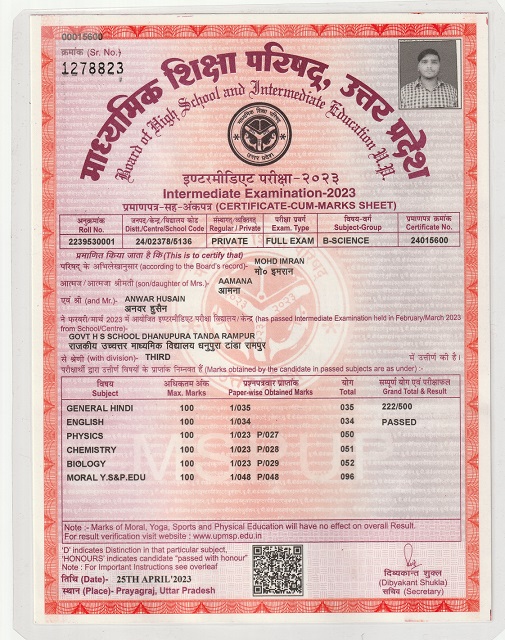 00015600
क्रमांक (Sr. No.)
1278823
माध्यमिक शिक्षा परिषद्, उत्तर प्रदेश
Board of High School and Intermediate Education U.P.
इण्टरमीडिएट परीक्षा-२०२३
Intermediate Examination-2023
प्रमाणपत्र-सह-अंकपत्र (CERTIFICATE-CUM-MARKS SHEET)
अनुक्रमांक जनपद/केन्द्र/विद्यालय कोड संस्थागत/व्यक्तिगत परीक्षा प्रवर्ग विषय-वर्ग प्रमाणपत्र क्रमांक
Roll No. Distt./Centre/School Code Regular / Private Exam. Type Subject-Group Certificate No.
2239530001 24/02378/5136 PRIVATE FULL EXAM B-SCIENCE 24015600
प्रमाणित किया जाता है कि (This is to certify that)
MOHD IMRAN
परिषद् के अभिलेखानुसार (according to the Board's record)- मो० इमरान
AAMANA
आत्मज / आत्मजा श्रीमती (son/daughter of Mrs.)- आमना
एवं श्री (and Mr.)- ANWAR HUSAIN
अनवर हुसैन
ने फरवरी/मार्च २०२३ में आयोजित इण्टरमीडिएट परीक्षा विद्यालय/ केन्द्र (has passed Intermediate Examination held in February/March 2023
from School/Centre)-
GOVT H S SCHOOL DHANUPURA TANDA RAMPUR
राजकीय उच्चत्तर माध्यमिक विद्यालय धनुपुरा टांडा रामपुर
से श्रेणी (with division)- THIRD में उत्तीर्ण की है।
परीक्षार्थी द्वारा उत्तीर्ण विषयों के प्राप्तांक निम्नवत हैं (Marks obtained by the candidate in passed subjects are as under) :-
विषय अधिकतम अंक प्रश्नपत्रवार प्राप्तांक योग सम्पूर्ण योग एवं परीक्षाफल
Subject Max. Marks Paper-wise Obtained Marks Total Grand Total & Result
GENERAL HINDI 100 1/035 035 222/500
ENGLISH 100 1/034 034 PASSED
PHYSICS 100 1/023 P/027 050
CHEMISTRY 100 1/023 P/028 051
BIOLOGY 100 1/023 P/029 052
MORAL Y.S&P.EDU 100 1/048 P/048 096
Note :- Marks of Moral, Yoga, Sports and Physical Education will have no effect on overall Result.
For result verification visit website : www.upmsp.edu.in
'D' indicates Distinction in that particular subject,
'HONOURS' indicates candidate "passed with honour"
Note : For Important Instructions see overleaf
तिथि (Date)- 25TH APRIL'2023
स्थान (Place)- Prayagraj, Uttar Pradesh
दिब्यकान्त शुक्ल
(Dibyakant Shukla)
सचिव (Secretary)